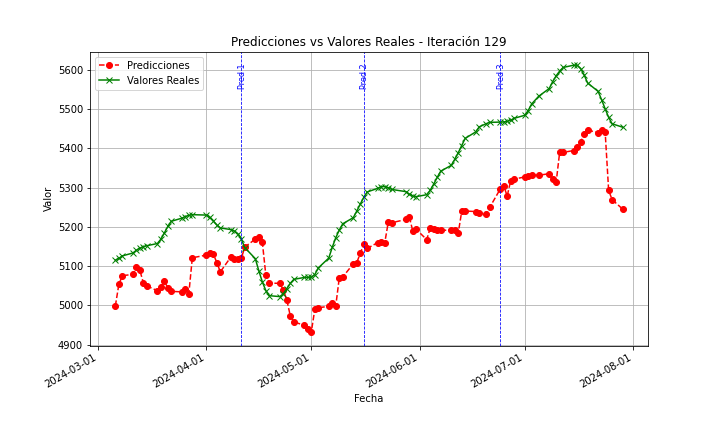 Predicciones vs Valores Reales - Iteración 129
Predicciones
Valores Reales
Pred 1
Pred 2
Pred 3
Valor
5600
5500
5400
5300
5200
5100
5000
4900
2024-03-01
2024-04-01
2024-05-01
2024-06-01
2024-07-01
2024-08-01
Fecha